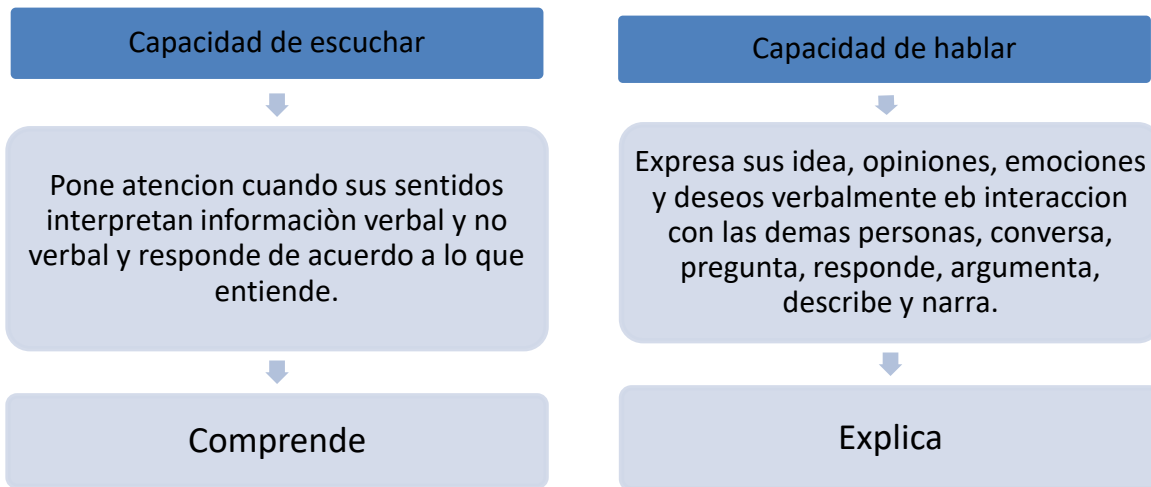 Capacidad de escuchar
Pone atencion cuando sus sentidos
interpretan informaciòn verbal y no
verbal y responde de acuerdo a lo que
entiende.
Comprende
Capacidad de hablar
Expresa sus idea, opiniones, emociones
y deseos verbalmente eb interaccion
con las demas personas, conversa,
pregunta, responde, argumenta,
describe y narra.
Explica